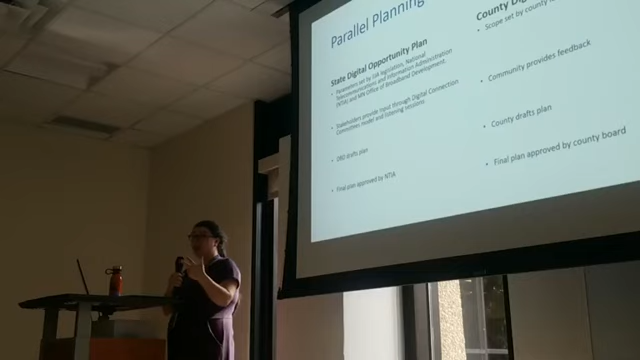 Parallel Planning
State Digital Opportunity Plan
• Parameters set by IIJA legislation, National
Telecommunications and Information Administration
(NTIA) and MN Office of Broadband Development.
• Stakeholders provide input through Digital Connection
Committees model and listening sessions
• OBD drafts plan
• Final plan approved by NTIA
County
• Scope set by county
• Community provides feedback
• County drafts plan
• Final plan approved by county board